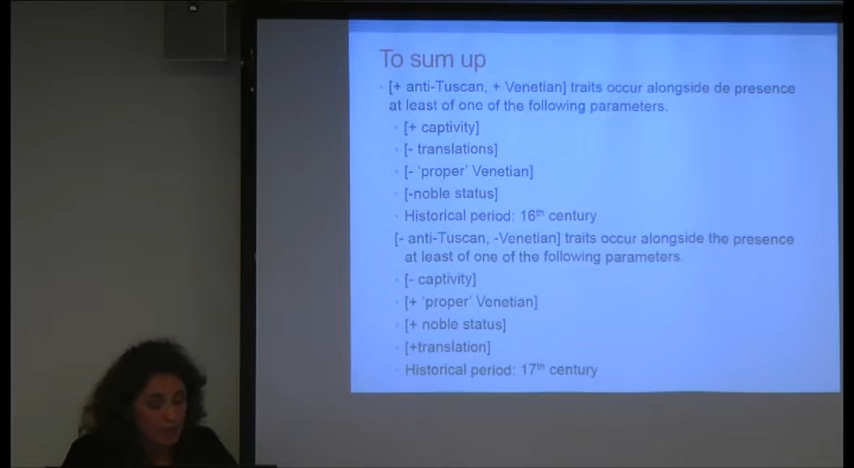 To sum up
[+ anti-Tuscan, + Venetian] traits occur alongside de presence
at least of one of the following parameters.
[+ captivity]
[- translations]
[- ‘proper’ Venetian]
[-noble status]
Historical period: 16th century
[- anti-Tuscan, -Venetian] traits occur alongside the presence
at least of one of the following parameters.
[- captivity]
[+ ‘proper’ Venetian]
[+ noble status]
[+translation]
Historical period: 17th century